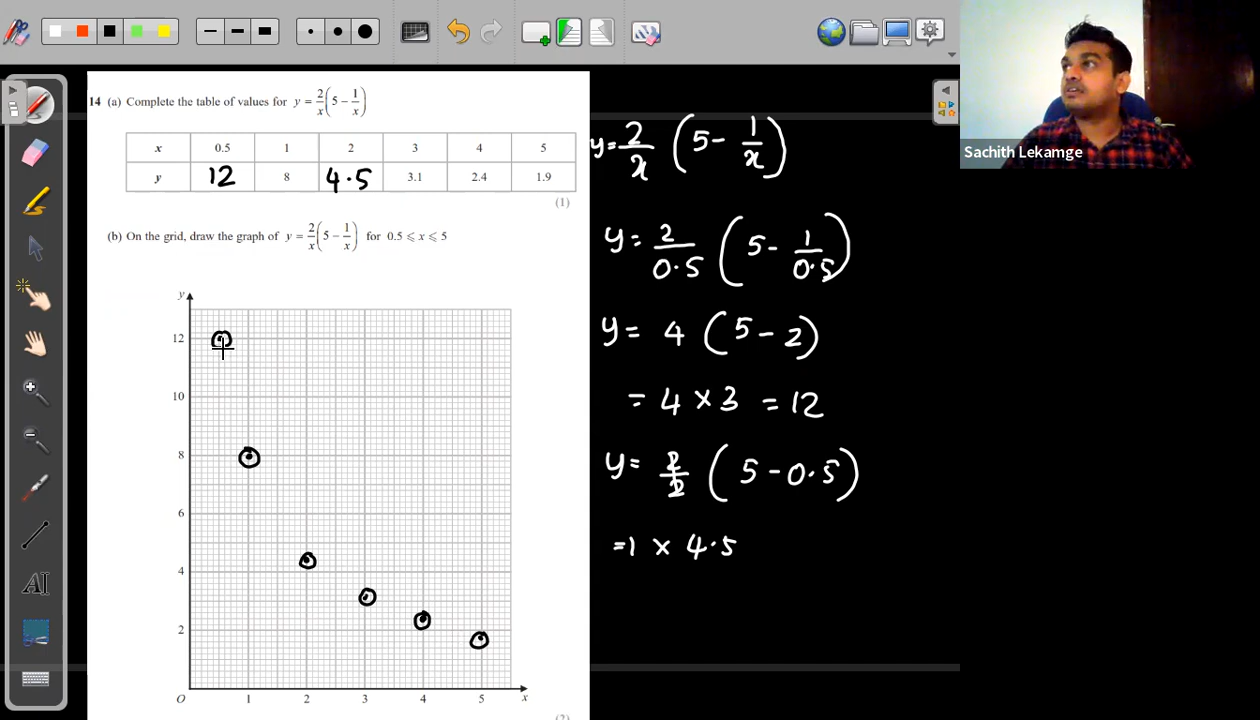 Sachith Lekamge
14 (a) Complete the table of values for y = 2/x (5 − 1/x)
x 0.5 1 2 3 4 5
y 12 8 4.5 3.1 2.4 1.9
(1)
(b) On the grid, draw the graph of y = 2/x (5 − 1/x) for 0.5 ⩽ x ⩽ 5
y
12
10
8
6
4
2
O 1 2 3 4 5 x
(2)
y = 2/x (5 − 1/x)
y = 2/0.5 (5 − 1/0.5)
y = 4 (5 − 2)
= 4 × 3 = 12
y = 2/2 (5 − 0.5)
= 1 × 4.5
AI